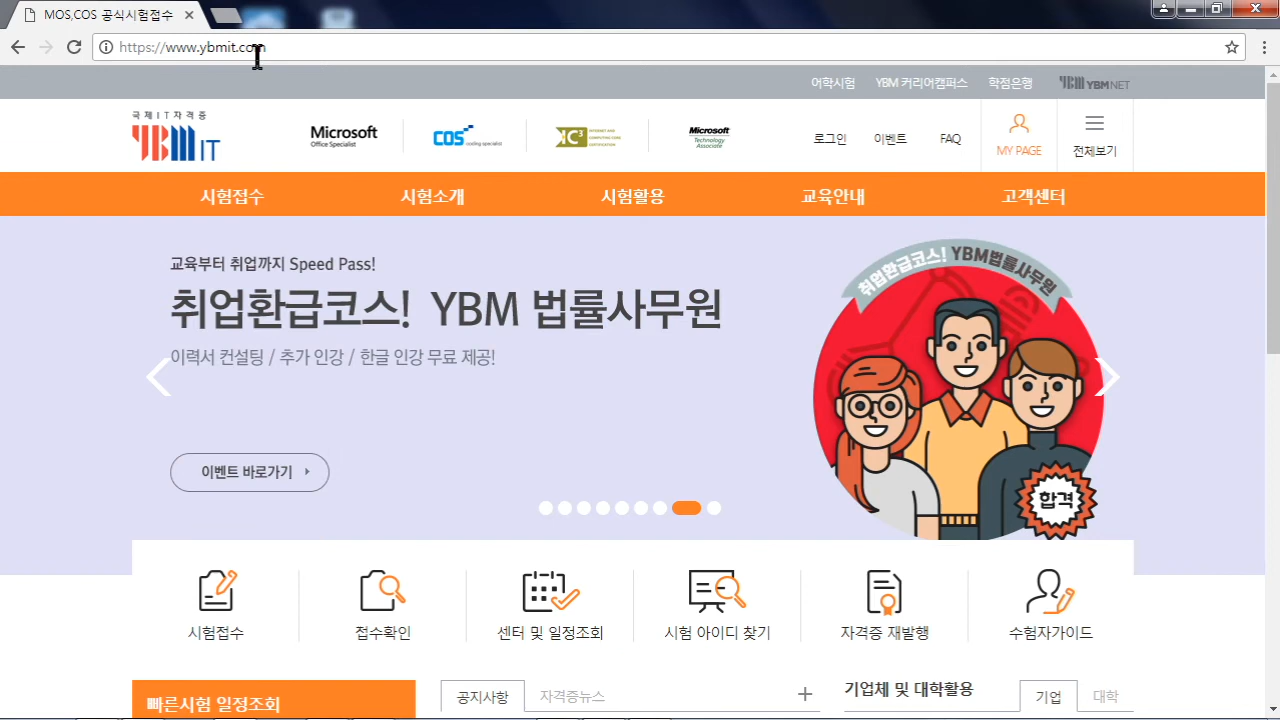 MOS,COS 공식시험접수
https://www.ybmit.com
어학시험 YBM 커리어캠퍼스 학점은행 YBM YBMNET
국제IT자격증
YBM IT
Microsoft
Office Specialist
COS coding specialist
IC3 INTERNET AND COMPUTING CORE CERTIFICATION
Microsoft
Technology
Associate
로그인 이벤트 FAQ MY PAGE 전체보기
시험접수 시험소개 시험활용 교육안내 고객센터
교육부터 취업까지 Speed Pass!
취업환급코스! YBM 법률사무원
이력서 컨설팅 / 추가 인강 / 한글 인강 무료 제공!
이벤트 바로가기
취업환급코스! YBM법률사무원
합격
시험접수 접수확인 센터 및 일정조회 시험 아이디 찾기 자격증 재발행 수험자가이드
빠른시험 일정조회 공지사항 자격증뉴스 기업체 및 대학활용 기업 대학